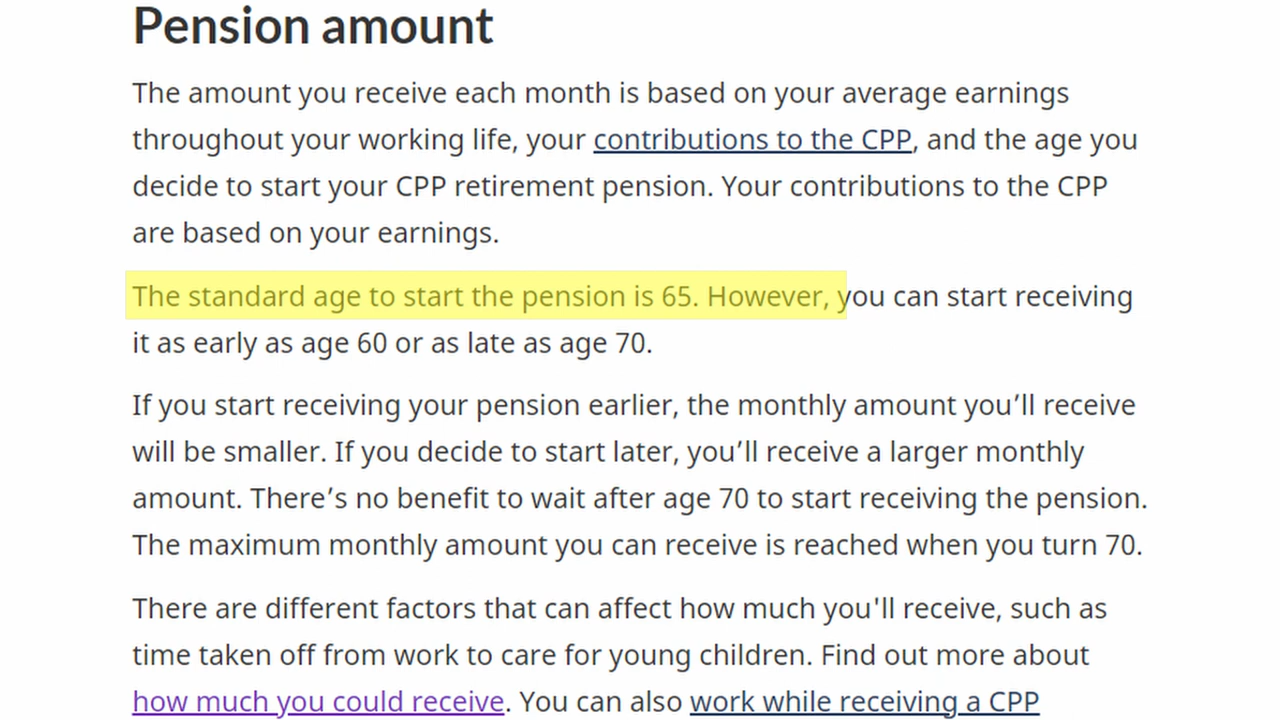 Pension amount
The amount you receive each month is based on your average earnings
throughout your working life, your contributions to the CPP, and the age you
decide to start your CPP retirement pension. Your contributions to the CPP
are based on your earnings.
The standard age to start the pension is 65. However, you can start receiving
it as early as age 60 or as late as age 70.
If you start receiving your pension earlier, the monthly amount you’ll receive
will be smaller. If you decide to start later, you’ll receive a larger monthly
amount. There’s no benefit to wait after age 70 to start receiving the pension.
The maximum monthly amount you can receive is reached when you turn 70.
There are different factors that can affect how much you'll receive, such as
time taken off from work to care for young children. Find out more about
how much you could receive. You can also work while receiving a CPP